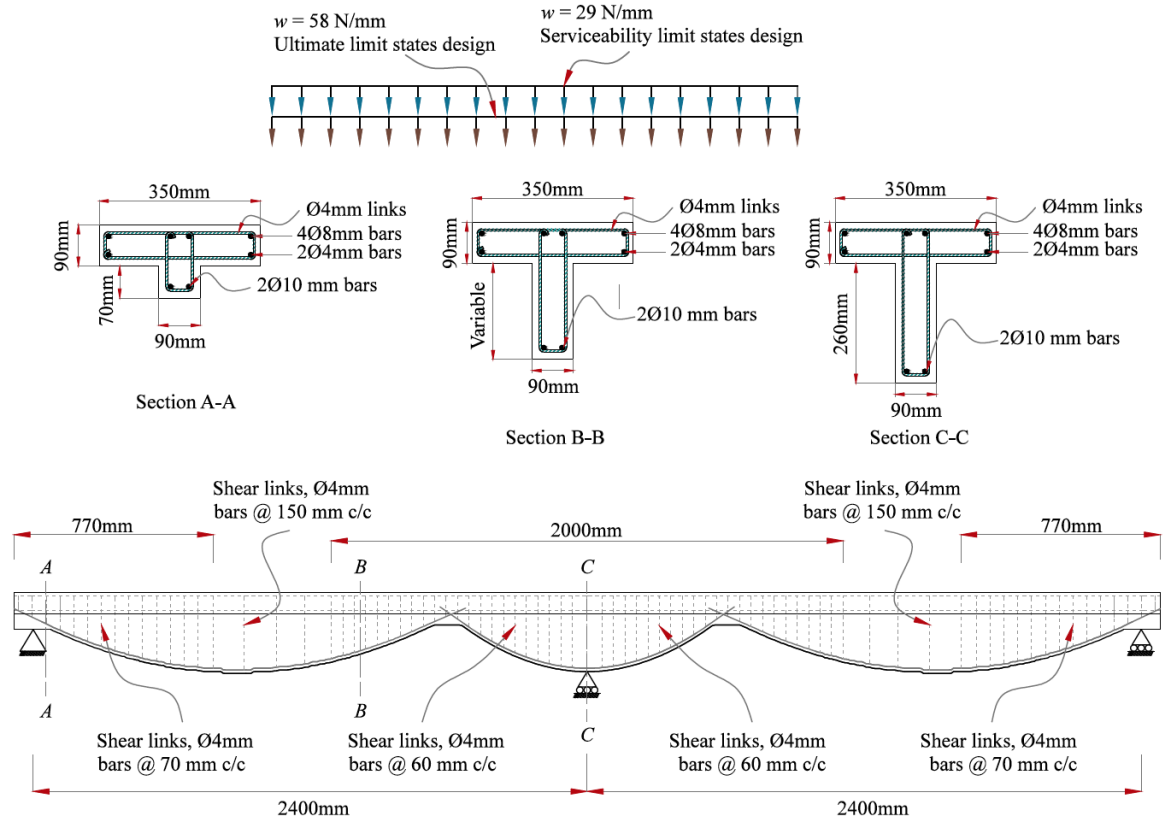 w = 58 N/mm
Ultimate limit states design
w = 29 N/mm
Serviceability limit states design
350mm
Ø4mm links
4Ø8mm bars
2Ø4mm bars
90mm
70mm
2Ø10 mm bars
90mm
Section A-A
350mm
Ø4mm links
4Ø8mm bars
2Ø4mm bars
90mm
Variable
2Ø10 mm bars
90mm
Section B-B
350mm
Ø4mm links
4Ø8mm bars
2Ø4mm bars
90mm
260mm
2Ø10 mm bars
90mm
Section C-C
Shear links, Ø4mm
bars @ 150 mm c/c
Shear links, Ø4mm
bars @ 150 mm c/c
770mm
2000mm
770mm
A
B
C
A
B
C
Shear links, Ø4mm
bars @ 70 mm c/c
Shear links, Ø4mm
bars @ 60 mm c/c
Shear links, Ø4mm
bars @ 60 mm c/c
Shear links, Ø4mm
bars @ 70 mm c/c
2400mm
2400mm